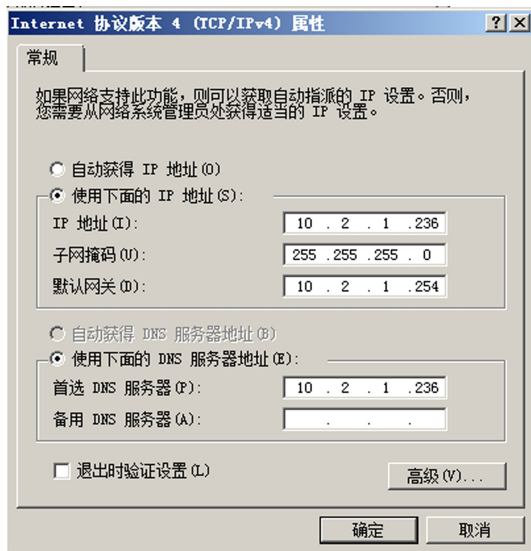 Internet 协议版本 4 (TCP/IPv4) 属性
常规
如果网络支持此功能，则可以获取自动指派的 IP 设置。否则，
您需要从网络系统管理员处获得适当的 IP 设置。
自动获得 IP 地址(O)
使用下面的 IP 地址(S):
IP 地址(I): 10 . 2 . 1 .236
子网掩码(U): 255 .255 .255 . 0
默认网关(D): 10 . 2 . 1 .254
自动获得 DNS 服务器地址(B)
使用下面的 DNS 服务器地址(E):
首选 DNS 服务器(P): 10 . 2 . 1 .236
备用 DNS 服务器(A): . . .
退出时验证设置(L)
高级(V)...
确定 取消